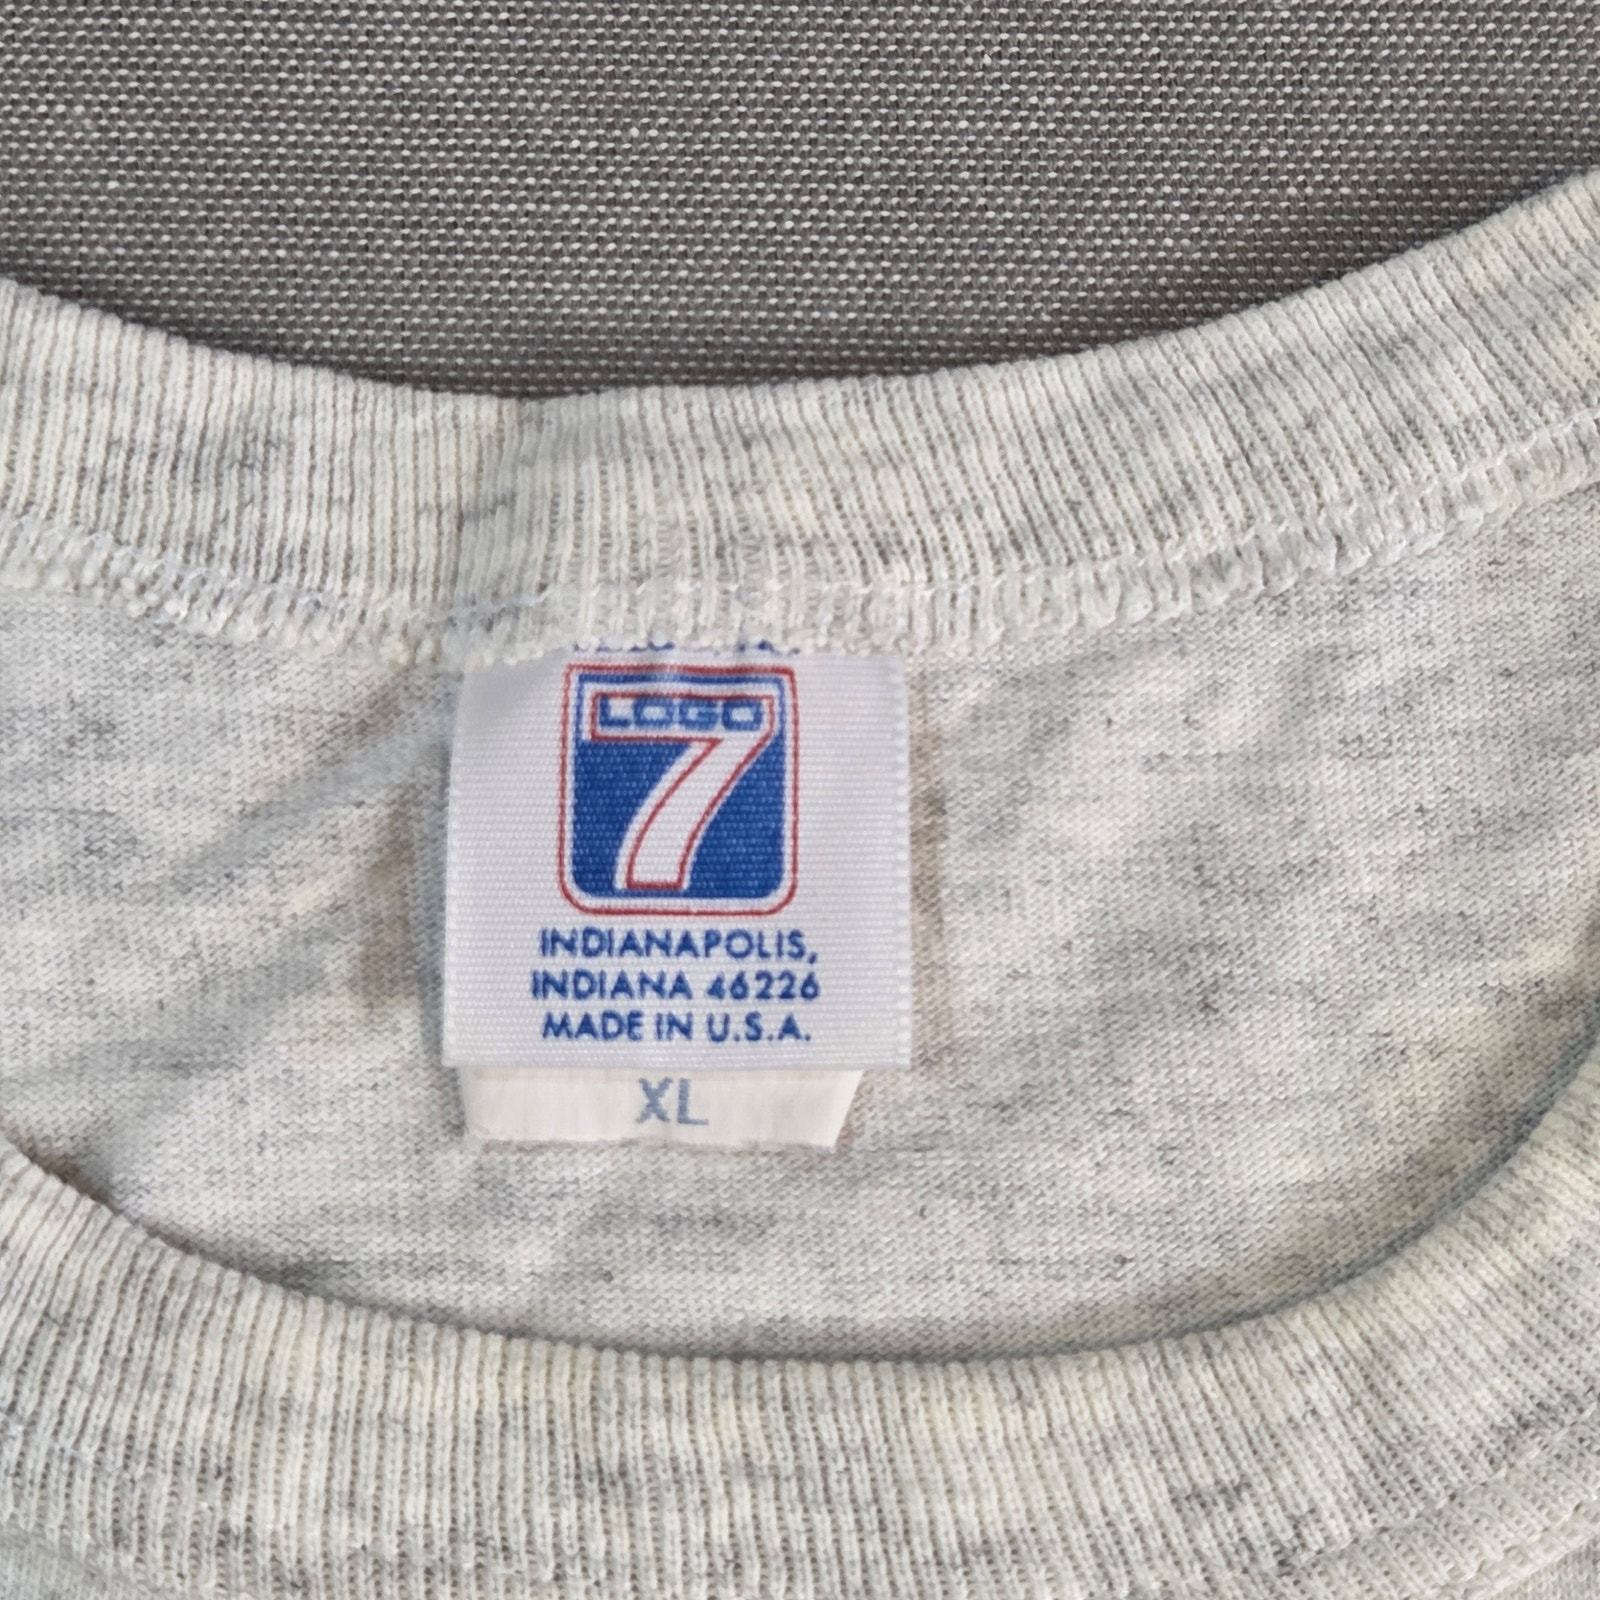 LOGO
7
INDIANAPOLIS,
INDIANA 46226
MADE IN U.S.A.
XL